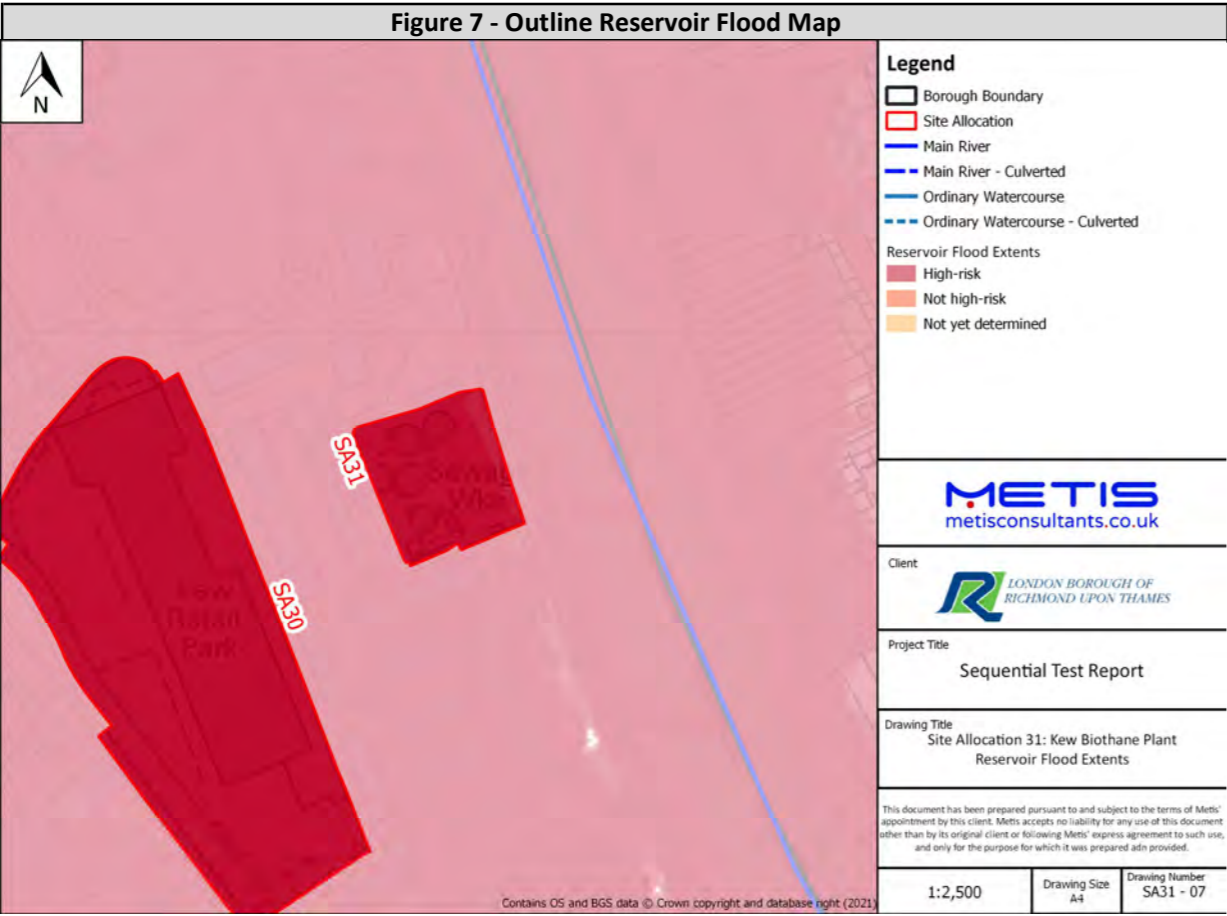 Figure 7 - Outline Reservoir Flood Map
N
SA31
SA30
Kew
Retail
Park
Contains OS and BGS data © Crown copyright and database right (2021)
Legend
Borough Boundary
Site Allocation
Main River
Main River - Culverted
Ordinary Watercourse
Ordinary Watercourse - Culverted
Reservoir Flood Extents
High-risk
Not high-risk
Not yet determined
METIS
metisconsultants.co.uk
Client
LONDON BOROUGH OF
RICHMOND UPON THAMES
Project Title
Sequential Test Report
Drawing Title
Site Allocation 31: Kew Biothane Plant
Reservoir Flood Extents
This document has been prepared pursuant to and subject to the terms of Metis'
appointment by this client. Metis accepts no liability for any use of this document
other than by its original client or following Metis' express agreement to such use,
and only for the purpose for which it was prepared adn provided.
1:2,500
Drawing Size
A4
Drawing Number
SA31 - 07